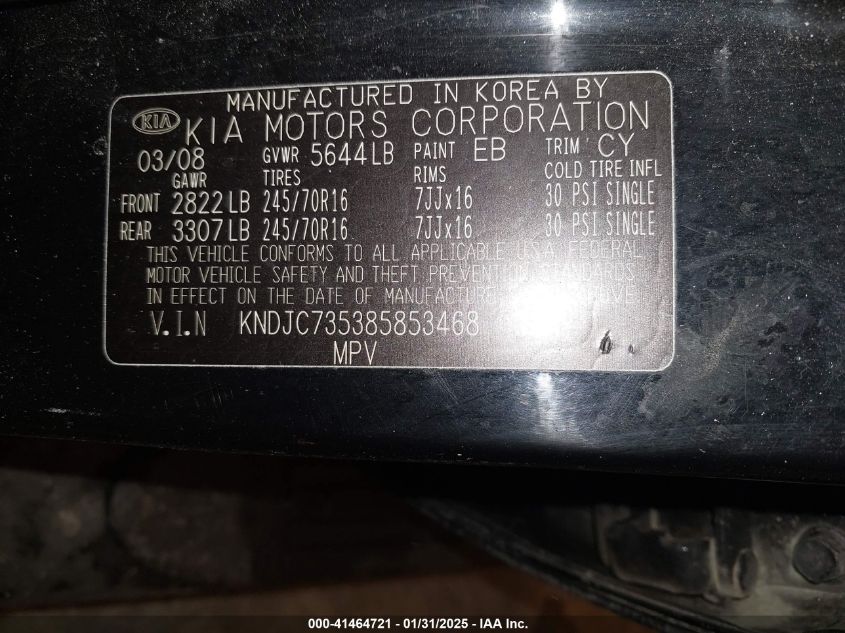 MANUFACTURED IN KOREA BY
KIA KIA MOTORS CORPORATION
03/08 GVWR 5644LB PAINT EB TRIM CY
GAWR TIRES RIMS COLD TIRE INFL
FRONT 2822LB 245/70R16 7JJx16 30 PSI SINGLE
REAR 3307LB 245/70R16 7JJx16 30 PSI SINGLE
THIS VEHICLE CONFORMS TO ALL APPLICABLE U.S.A. FEDERAL
MOTOR VEHICLE SAFETY AND THEFT PREVENTION STANDARDS
IN EFFECT ON THE DATE OF MANUFACTURE
V.I.N KNDJC735385853468
MPV
000-41464721 / 01/31/2025 - IAA Inc.